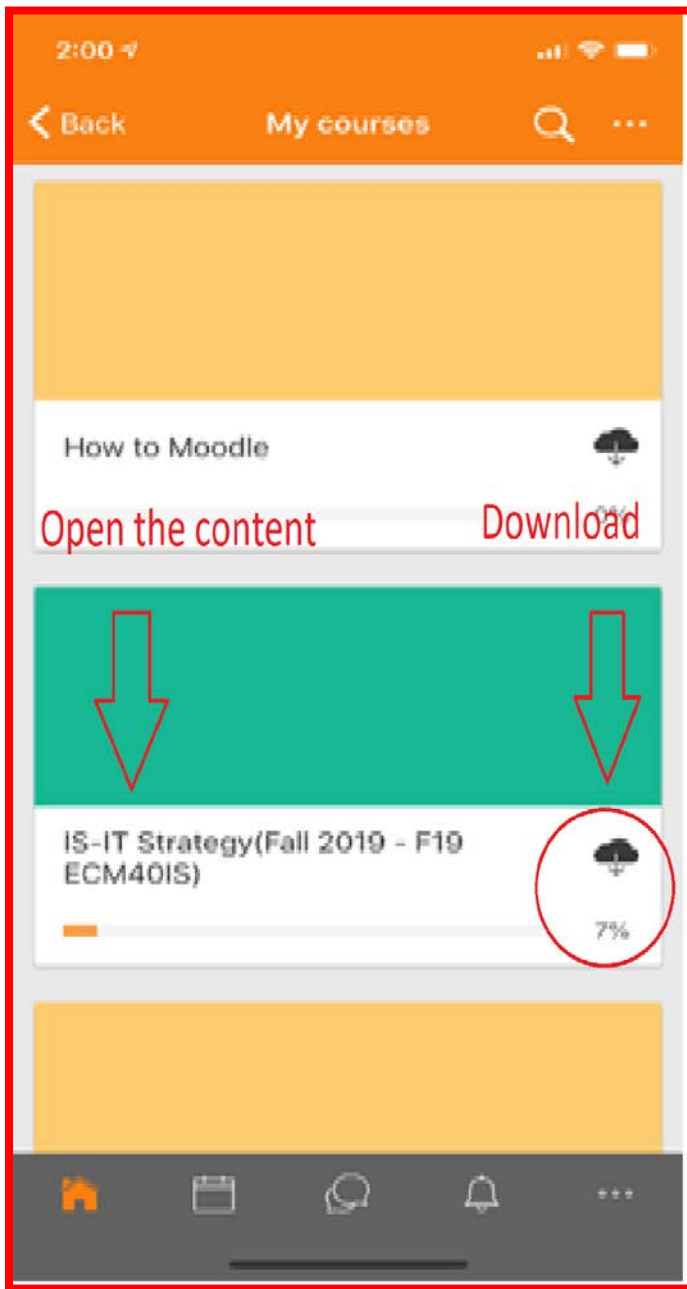 2:00
Back My courses
How to Moodle
0%
Open the content Download
IS-IT Strategy(Fall 2019 - F19
ECM40IS)
7%